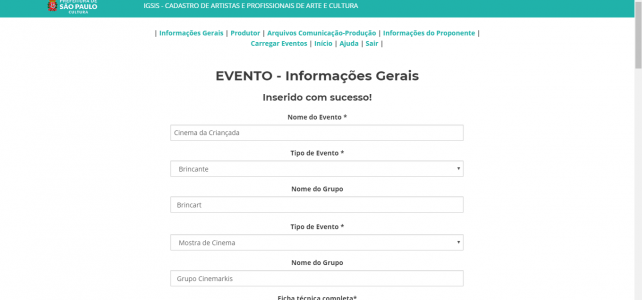 PREFEITURA DE
SÃO PAULO
CULTURA
IGSIS - CADASTRO DE ARTISTAS E PROFISSIONAIS DE ARTE E CULTURA
| Informações Gerais | Produtor | Arquivos Comunicação-Produção | Informações do Proponente |
Carregar Eventos | Início | Ajuda | Sair |
EVENTO - Informações Gerais
Inserido com sucesso!
Nome do Evento *
Cinema da Criançada
Tipo de Evento *
Brincante
Nome do Grupo
Brincart
Tipo de Evento *
Mostra de Cinema
Nome do Grupo
Grupo Cinemarkis
Ficha técnica completa*